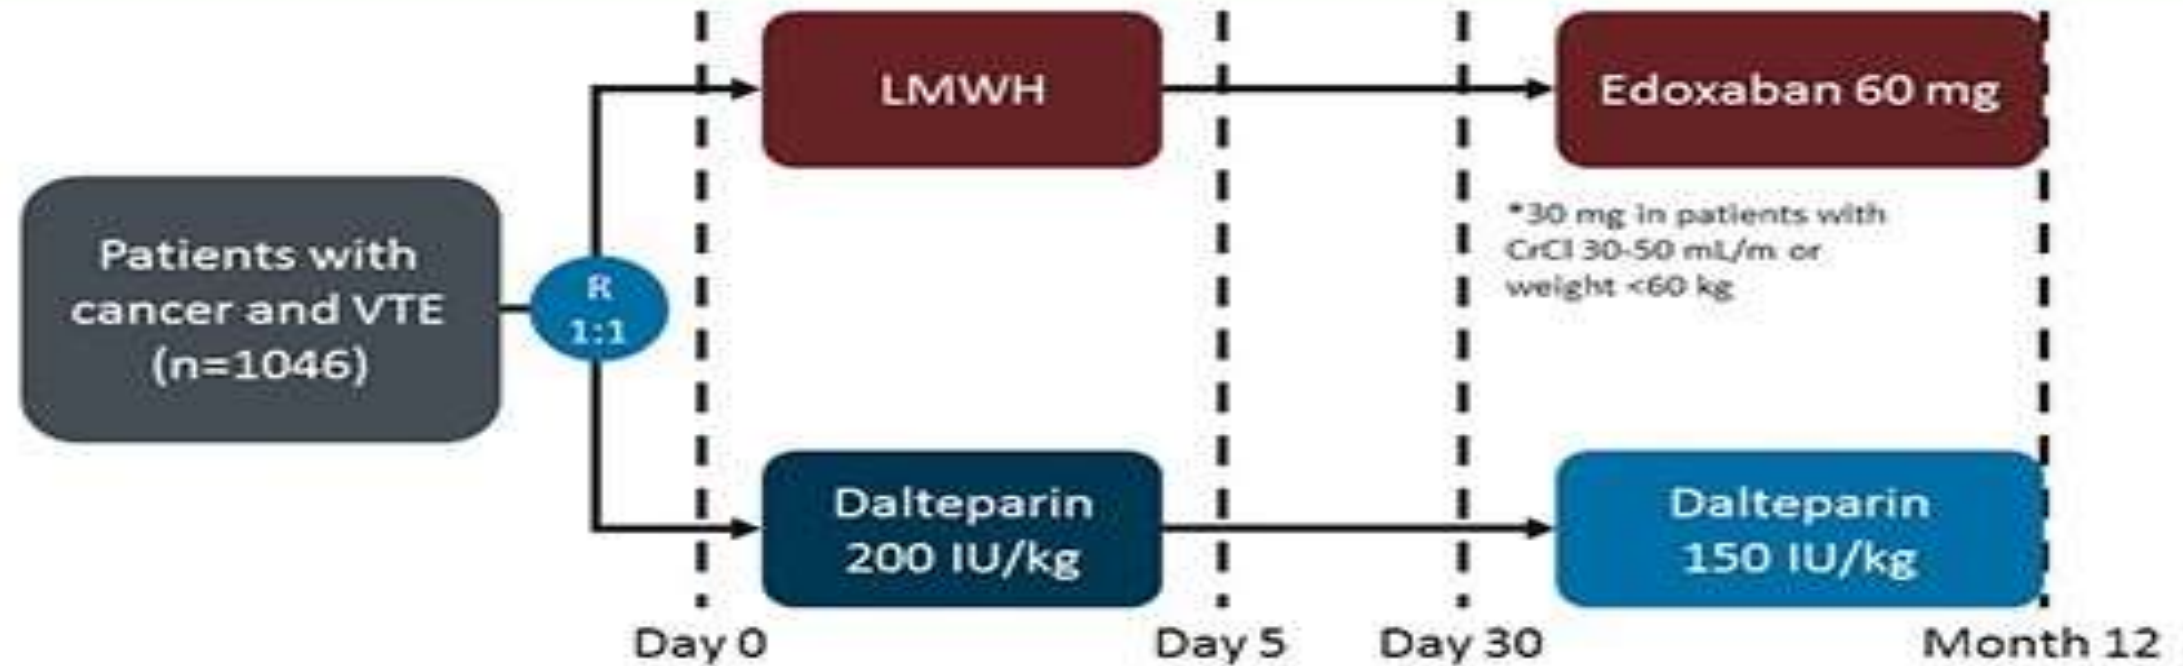 LMWH
Edoxaban 60 mg
Patients with
cancer and VTE
(n=1046)
R
1:1
*30 mg in patients with
CrCl 30-50 mL/m or
weight <60 kg
Dalteparin
200 IU/kg
Dalteparin
150 IU/kg
Day 0
Day 5
Day 30
Month 12